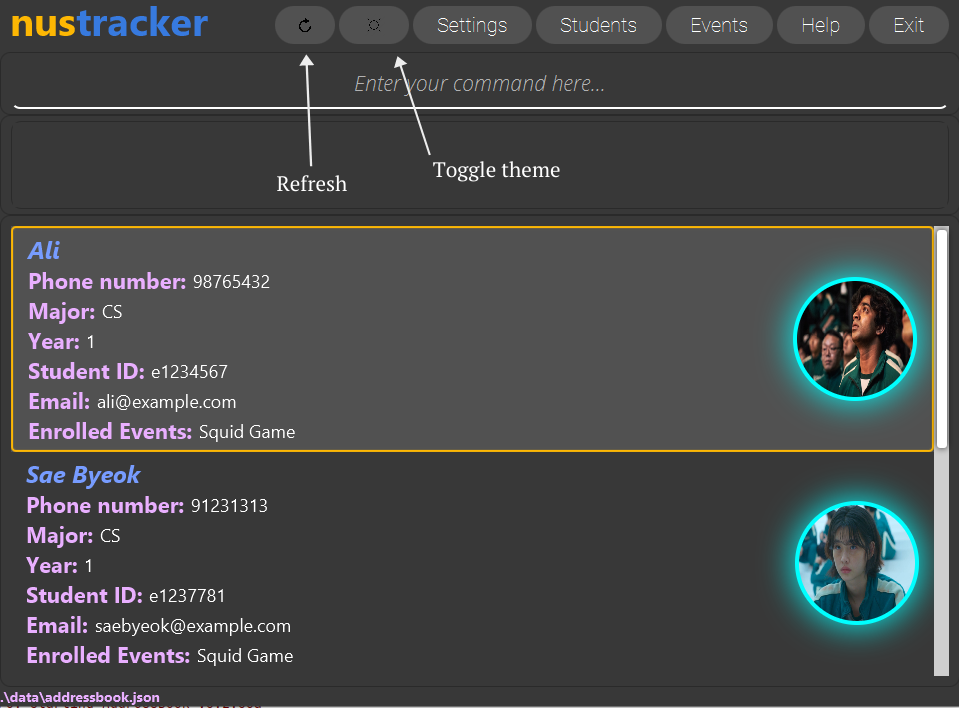 nustracker
Settings
Students
Events
Help
Exit
Enter your command here...
Refresh
Toggle theme
Ali
Phone number: 98765432
Major: CS
Year: 1
Student ID: e1234567
Email: ali@example.com
Enrolled Events: Squid Game
Sae Byeok
Phone number: 91231313
Major: CS
Year: 1
Student ID: e1237781
Email: saebyeok@example.com
Enrolled Events: Squid Game
.\data\addressbook.json